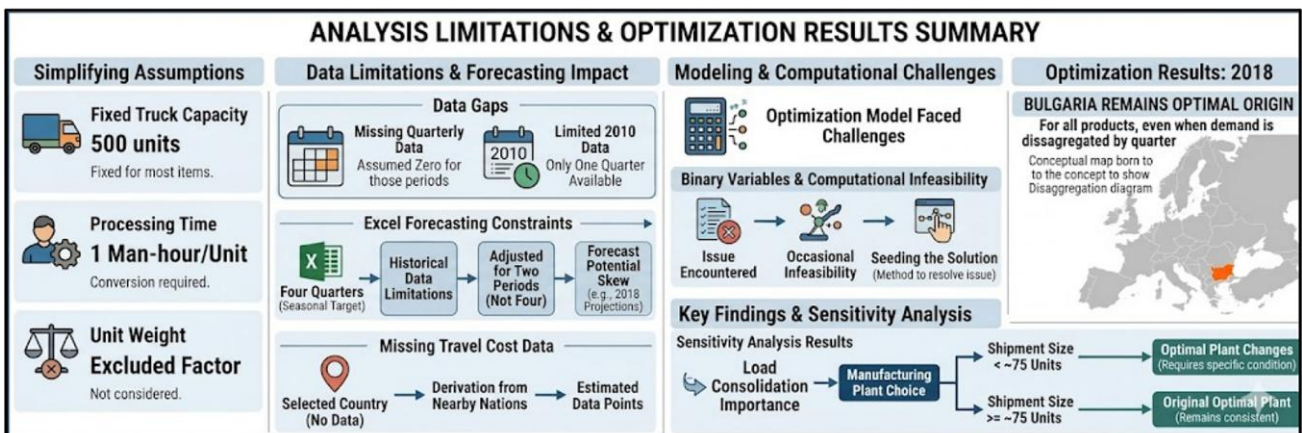 ANALYSIS LIMITATIONS & OPTIMIZATION RESULTS SUMMARY
Simplifying Assumptions
Fixed Truck Capacity
500 units
Fixed for most items.
Processing Time
1 Man-hour/Unit
Conversion required.
Unit Weight
Excluded Factor
Not considered.
Data Limitations & Forecasting Impact
Data Gaps
Missing Quarterly
Data
Assumed Zero for
those periods
2010
Limited 2010
Data
Only One Quarter
Available
Excel Forecasting Constraints
X
Four Quarters
(Seasonal Target)
Historical
Data
Limitations
Adjusted
for Two
Periods
(Not Four)
Forecast
Potential
Skew
(e.g., 2018
Projections)
Missing Travel Cost Data
Selected Country
(No Data)
Derivation from
Nearby Nations
Estimated
Data Points
Modeling & Computational Challenges
Optimization Model Faced
Challenges
Binary Variables & Computational Infeasibility
Issue
Encountered
Occasional
Infeasibility
Seeding the Solution
(Method to resolve issue)
Key Findings & Sensitivity Analysis
Sensitivity Analysis Results
Load
Consolidation
Importance
Manufacturing
Plant Choice
Shipment Size
< ~75 Units
Optimal Plant Changes
(Requires specific condition)
Shipment Size
>= ~75 Units
Original Optimal Plant
(Remains consistent)
Optimization Results: 2018
BULGARIA REMAINS OPTIMAL ORIGIN
For all products, even when demand is
dissagregated by quarter
Conceptual map born to
to the concept to show
Disaggregation diagram